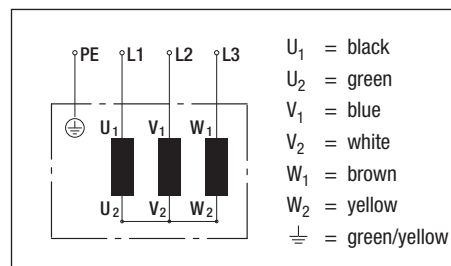 PE L1 L2 L3
U₁ V₁ W₁
U₂ V₂ W₂
U₁ = black
U₂ = green
V₁ = blue
V₂ = white
W₁ = brown
W₂ = yellow
⏚ = green/yellow